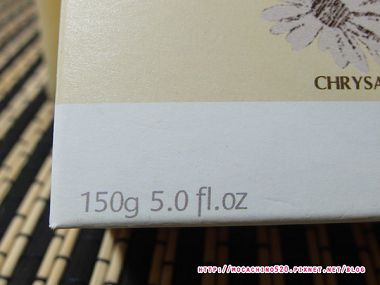 CHRYSA
150g 5.0 fl.oz
HTTP://MOCACHINO520.PIXNET.NET/BLOG